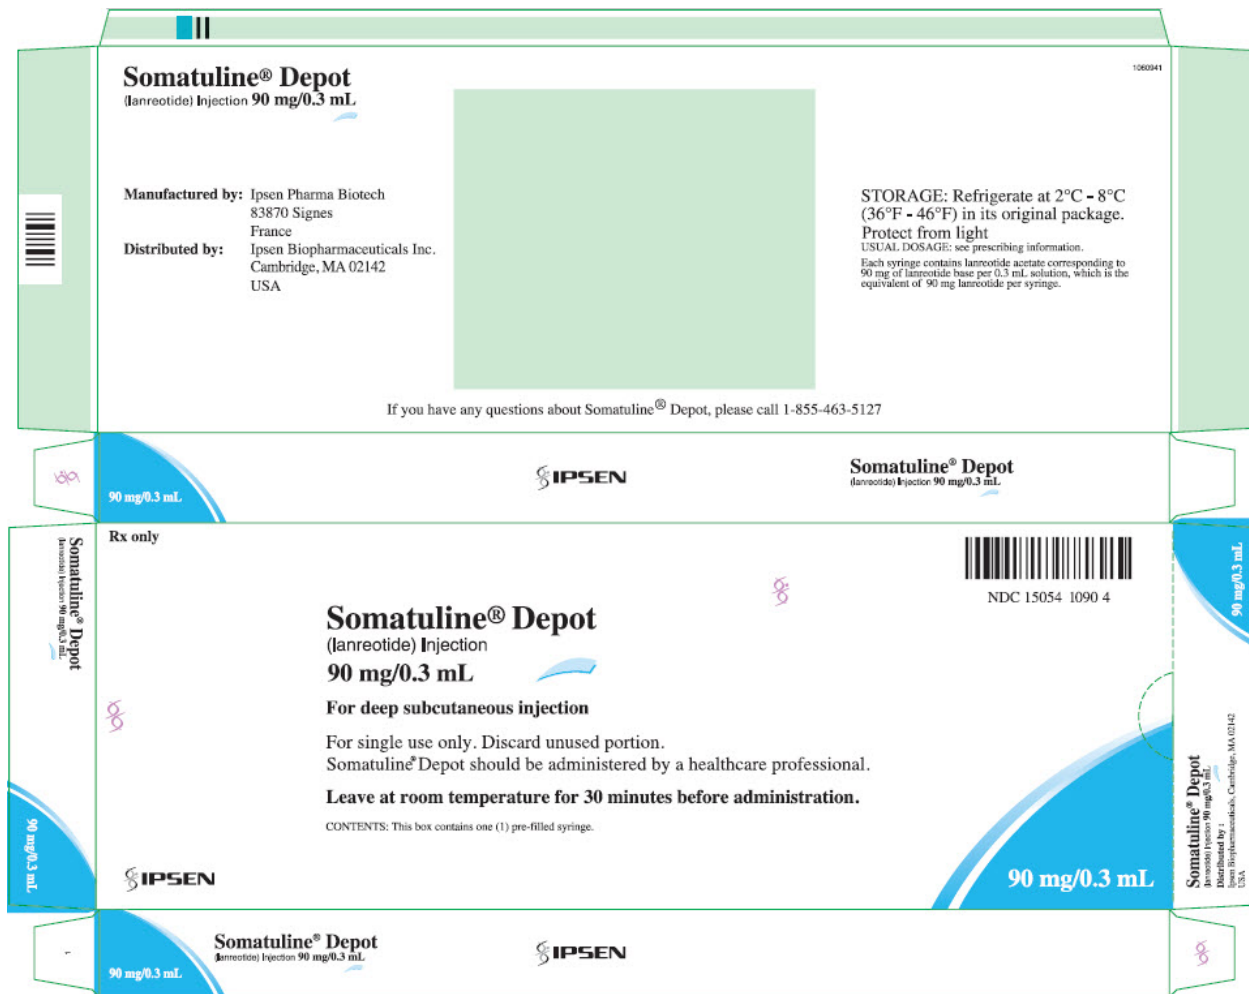 Somatuline® Depot
(lanreotide) Injection 90 mg/0.3 mL
1060941
Manufactured by: Ipsen Pharma Biotech
83870 Signes
France
Distributed by: Ipsen Biopharmaceuticals Inc.
Cambridge, MA 02142
USA
STORAGE: Refrigerate at 2°C - 8°C
(36°F - 46°F) in its original package.
Protect from light
USUAL DOSAGE: see prescribing information.
Each syringe contains lanreotide acetate corresponding to
90 mg of lanreotide base per 0.3 mL solution, which is the
equivalent of 90 mg lanreotide per syringe.
If you have any questions about Somatuline® Depot, please call 1-855-463-5127
90 mg/0.3 mL
IPSEN
Somatuline® Depot
(lanreotide) Injection 90 mg/0.3 mL
Somatuline® Depot
(lanreotide) Injection 90 mg/0.3 mL
90 mg/0.3 mL
Rx only
NDC 15054 1090 4
Somatuline® Depot
(lanreotide) Injection
90 mg/0.3 mL
For deep subcutaneous injection
For single use only. Discard unused portion.
Somatuline® Depot should be administered by a healthcare professional.
Leave at room temperature for 30 minutes before administration.
CONTENTS: This box contains one (1) pre-filled syringe.
IPSEN
90 mg/0.3 mL
90 mg/0.3 mL
Somatuline® Depot
(lanreotide) Injection 90 mg/0.3 mL
Distributed by :
Ipsen Biopharmaceuticals, Cambridge, MA 02142
USA
1
90 mg/0.3 mL
Somatuline® Depot
(lanreotide) Injection 90 mg/0.3 mL
IPSEN